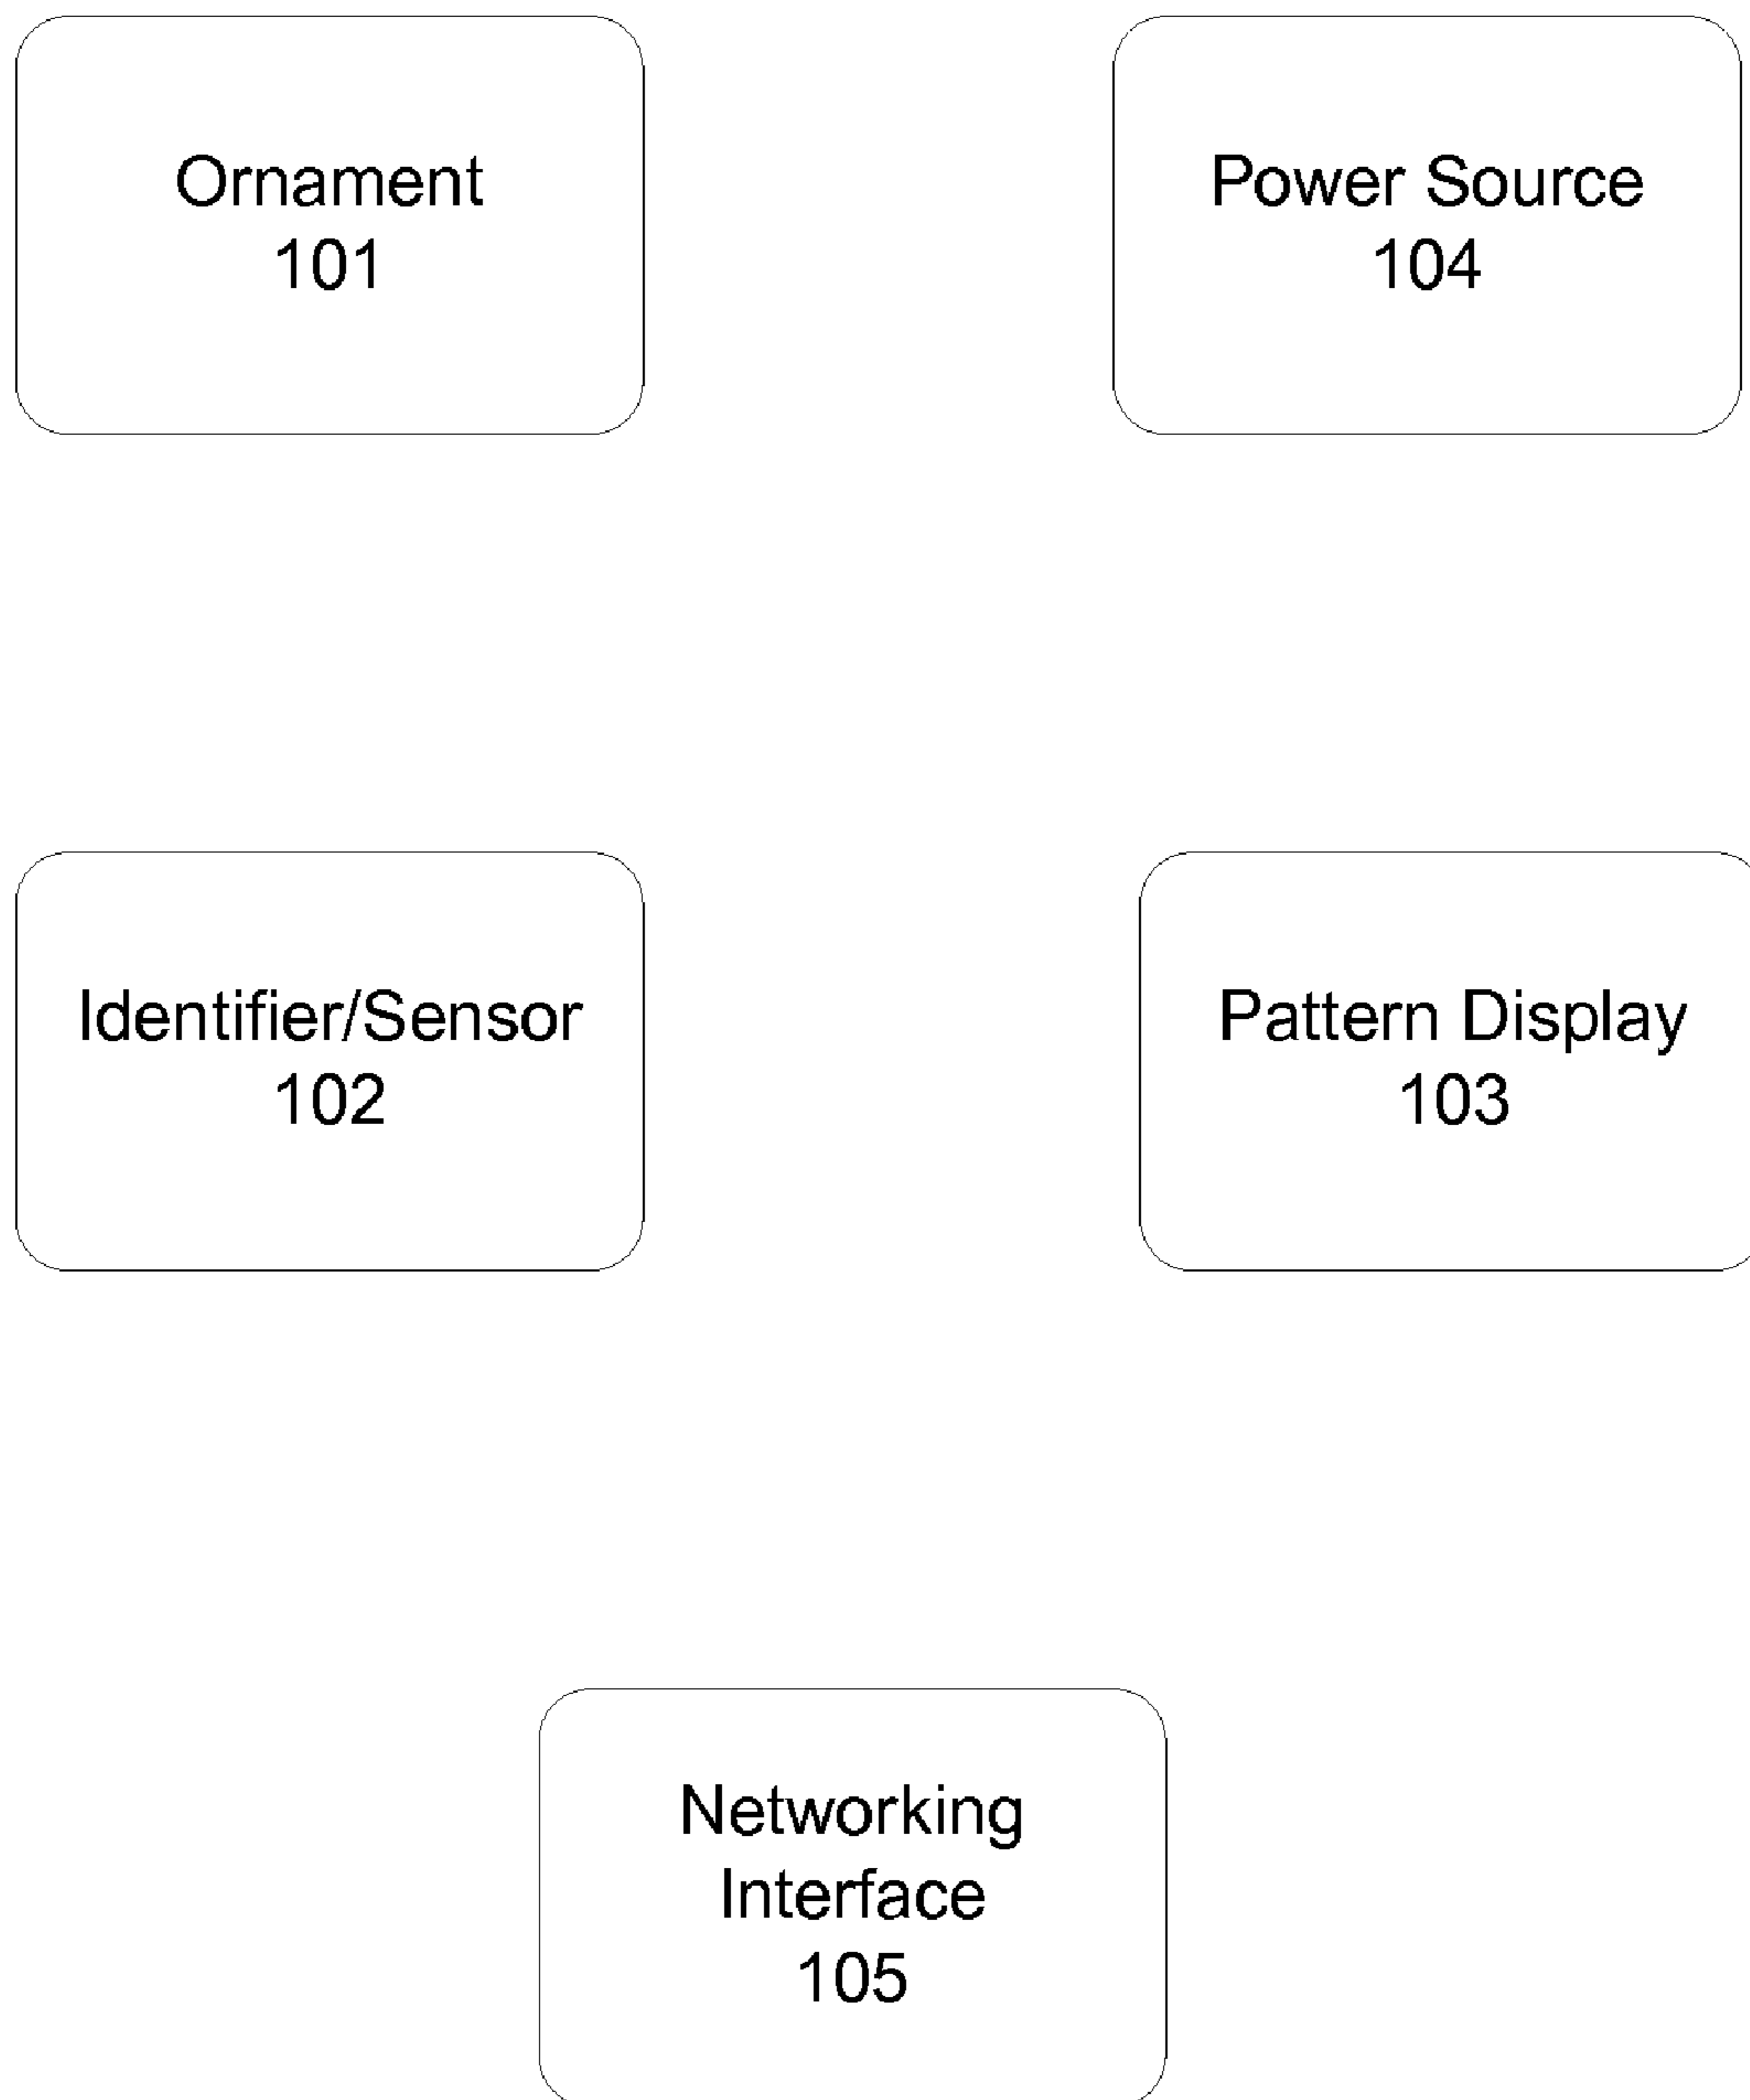 Ornament
101
Power Source
104
Identifier/Sensor
102
Pattern Display
103
Networking
Interface
105